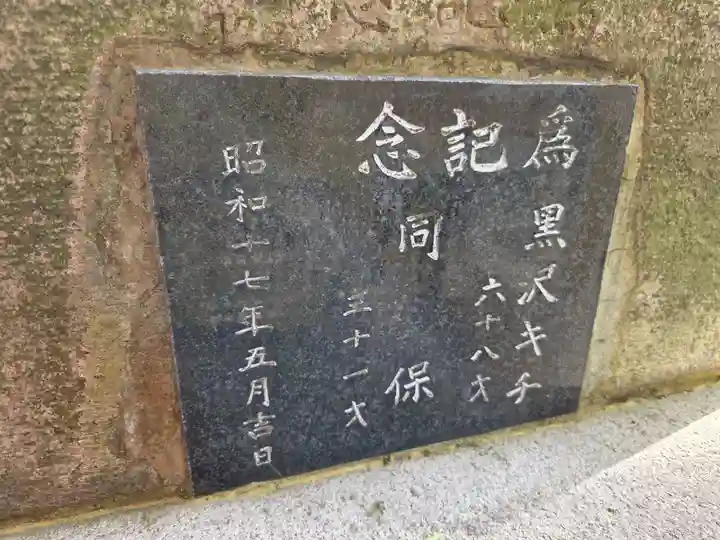 為黒沢キチ
六十八才
記念
同保
三十一才
昭和十七年五月吉日